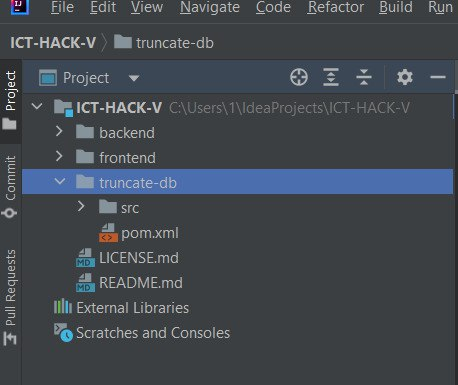 File Edit View Navigate Code Refactor Build Run
ICT-HACK-V truncate-db
Project
Project
ICT-HACK-V C:\Users\1\IdeaProjects\ICT-HACK-V
backend
frontend
truncate-db
src
pom.xml
LICENSE.md
README.md
External Libraries
Scratches and Consoles
Commit
Pull Requests